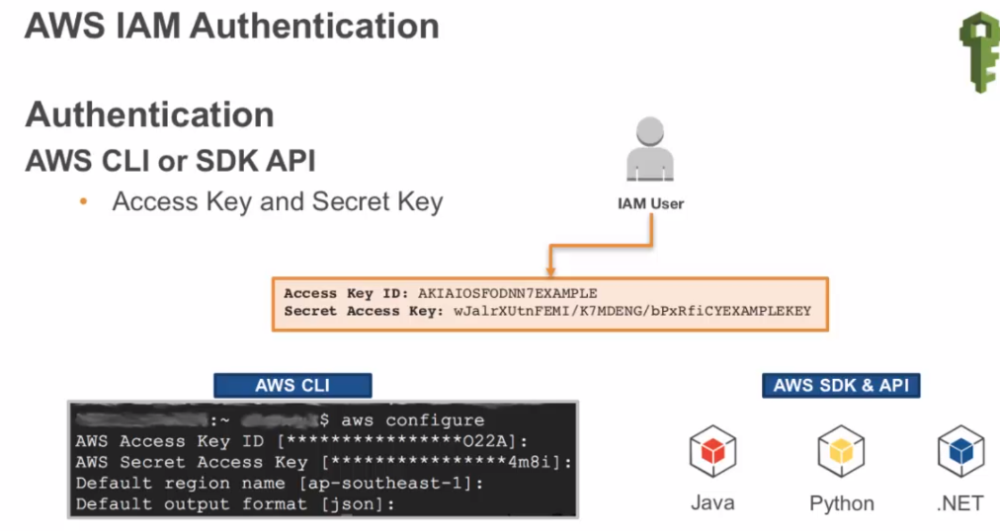 AWS IAM Authentication
Authentication
AWS CLI or SDK API
• Access Key and Secret Key
IAM User
Access Key ID: AKIAIOSFODNN7EXAMPLE
Secret Access Key: wJalrXUtnFEMI/K7MDENG/bPxRfiCYEXAMPLEKEY
AWS CLI
:~ $ aws configure
AWS Access Key ID [****************O22A]:
AWS Secret Access Key [****************4m8i]:
Default region name [ap-southeast-1]:
Default output format [json]:
AWS SDK & API
Java
Python
.NET